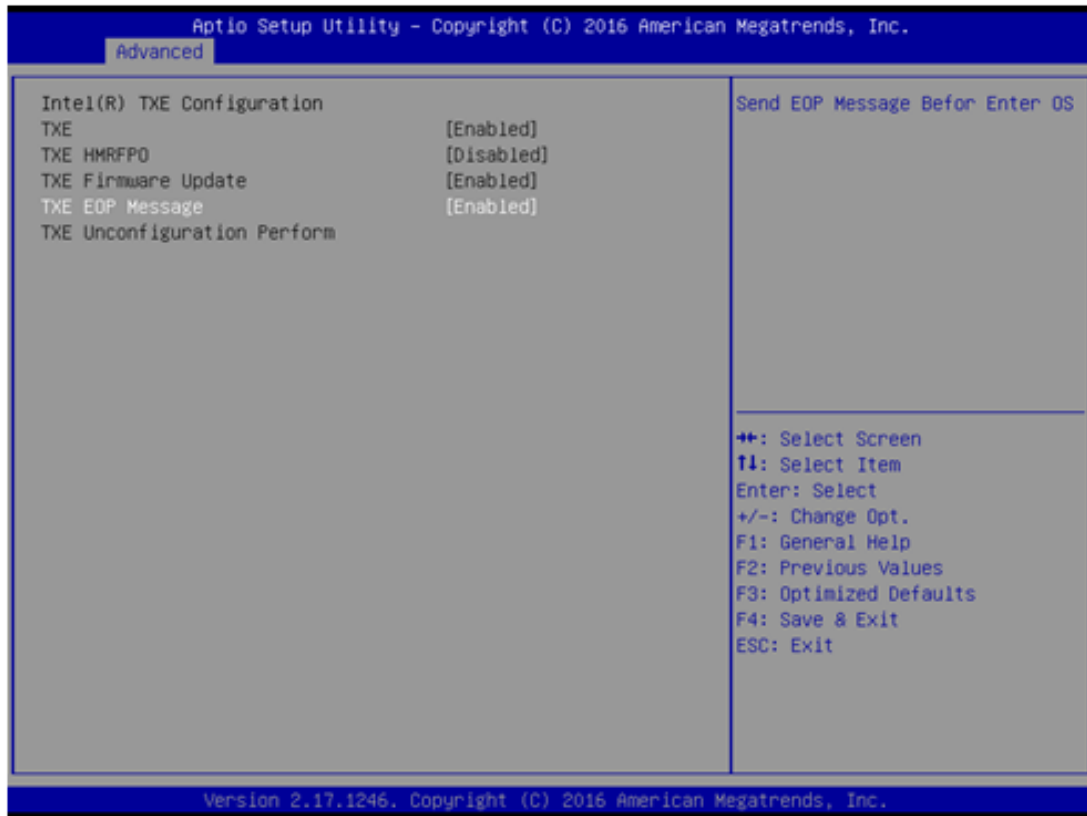 Aptio Setup Utility – Copyright (C) 2016 American Megatrends, Inc.
Advanced
Intel(R) TXE Configuration
TXE [Enabled]
TXE HMRFPO [Disabled]
TXE Firmware Update [Enabled]
TXE EOP Message [Enabled]
TXE Unconfiguration Perform
Send EOP Message Befor Enter OS
→←: Select Screen
↑↓: Select Item
Enter: Select
+/-: Change Opt.
F1: General Help
F2: Previous Values
F3: Optimized Defaults
F4: Save & Exit
ESC: Exit
Version 2.17.1246. Copyright (C) 2016 American Megatrends, Inc.